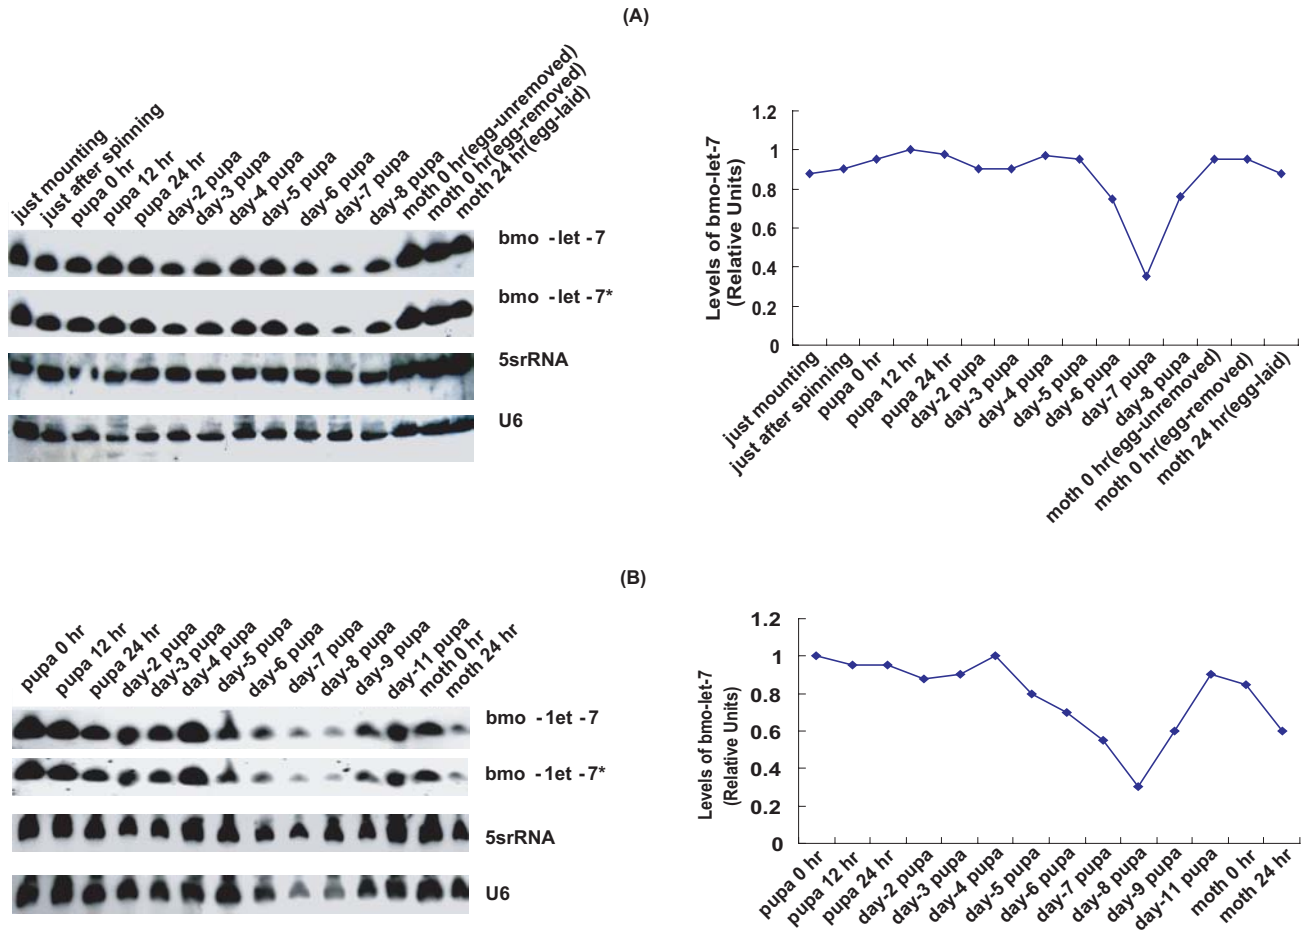 (A)
just mounting
just after spinning
pupa 0 hr
pupa 12 hr
pupa 24 hr
day-2 pupa
day-3 pupa
day-4 pupa
day-5 pupa
day-6 pupa
day-7 pupa
day-8 pupa
moth 0 hr(egg-unremoved)
moth 0 hr(egg-removed)
moth 24 hr(egg-laid)
bmo -let -7
bmo -let -7*
5srRNA
U6
Levels of bmo-let-7
(Relative Units)
1.2
1
0.8
0.6
0.4
0.2
0
just mounting
just after spinning
pupa 0 hr
pupa 12 hr
pupa 24 hr
day-2 pupa
day-3 pupa
day-4 pupa
day-5 pupa
day-6 pupa
day-7 pupa
day-8 pupa
moth 0 hr(egg-unremoved)
moth 0 hr(egg-removed)
moth 24 hr(egg-laid)
(B)
pupa 0 hr
pupa 12 hr
pupa 24 hr
day-2 pupa
day-3 pupa
day-4 pupa
day-5 pupa
day-6 pupa
day-7 pupa
day-8 pupa
day-9 pupa
day-11 pupa
moth 0 hr
moth 24 hr
bmo -1et -7
bmo -1et -7*
5srRNA
U6
Levels of bmo-let-7
(Relative Units)
1.2
1
0.8
0.6
0.4
0.2
0
pupa 0 hr
pupa 12 hr
pupa 24 hr
day-2 pupa
day-3 pupa
day-4 pupa
day-5 pupa
day-6 pupa
day-7 pupa
day-8 pupa
day-9 pupa
day-11 pupa
moth 0 hr
moth 24 hr